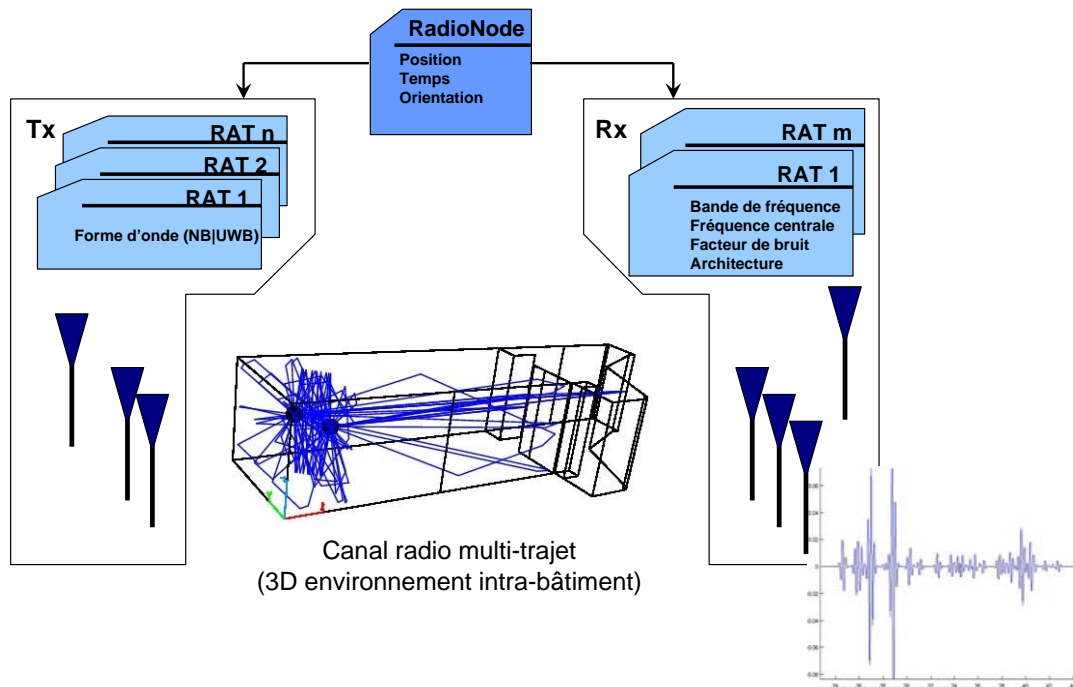 RadioNode
Position
Temps
Orientation
Tx
RAT n
RAT 2
RAT 1
Forme d'onde (NB|UWB)
Rx
RAT m
RAT 1
Bande de fréquence
Fréquence centrale
Facteur de bruit
Architecture
Canal radio multi-trajet
(3D environnement intra-bâtiment)